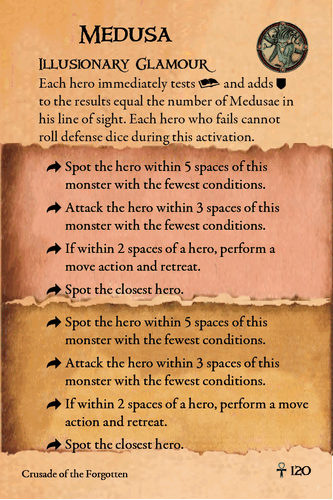 Medusa
Illusionary Glamour
Each hero immediately tests and adds
to the results equal the number of Medusae in
his line of sight. Each hero who fails cannot
roll defense dice during this activation.
Spot the hero within 5 spaces of this
monster with the fewest conditions.
Attack the hero within 3 spaces of this
monster with the fewest conditions.
If within 2 spaces of a hero, perform a
move action and retreat.
Spot the closest hero.
Spot the hero within 5 spaces of this
monster with the fewest conditions.
Attack the hero within 3 spaces of this
monster with the fewest conditions.
If within 2 spaces of a hero, perform a move
action and retreat.
Spot the closest hero.
Crusade of the Forgotten
120